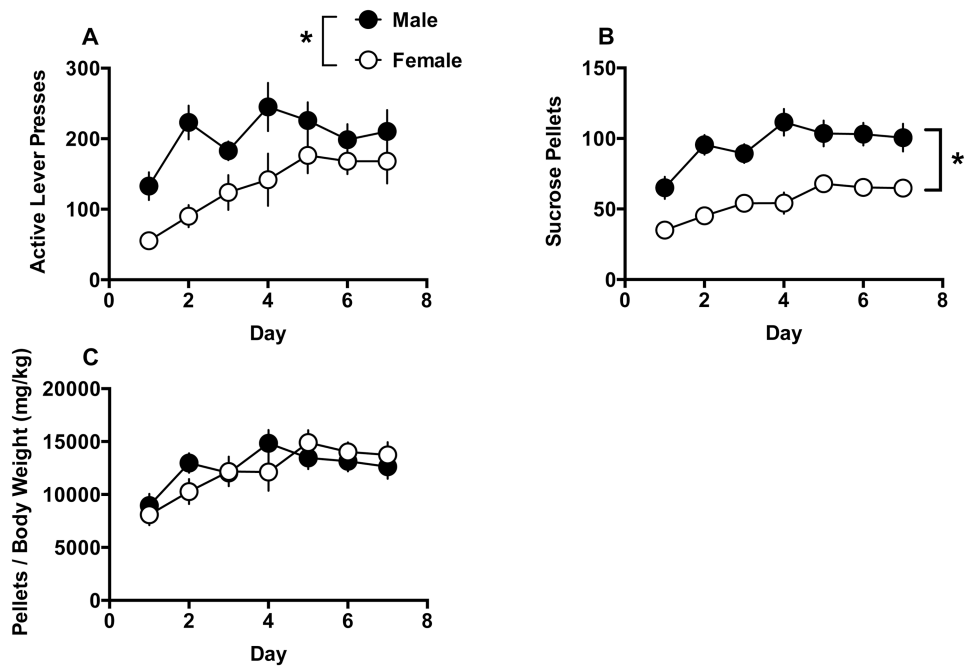 A
*
Male
Female
Active Lever Presses
300
200
100
0
0 2 4 6 8
Day
B
Sucrose Pellets
150
100
50
0
0 2 4 6 8
Day
*
C
Pellets / Body Weight (mg/kg)
20000
15000
10000
5000
0
0 2 4 6 8
Day